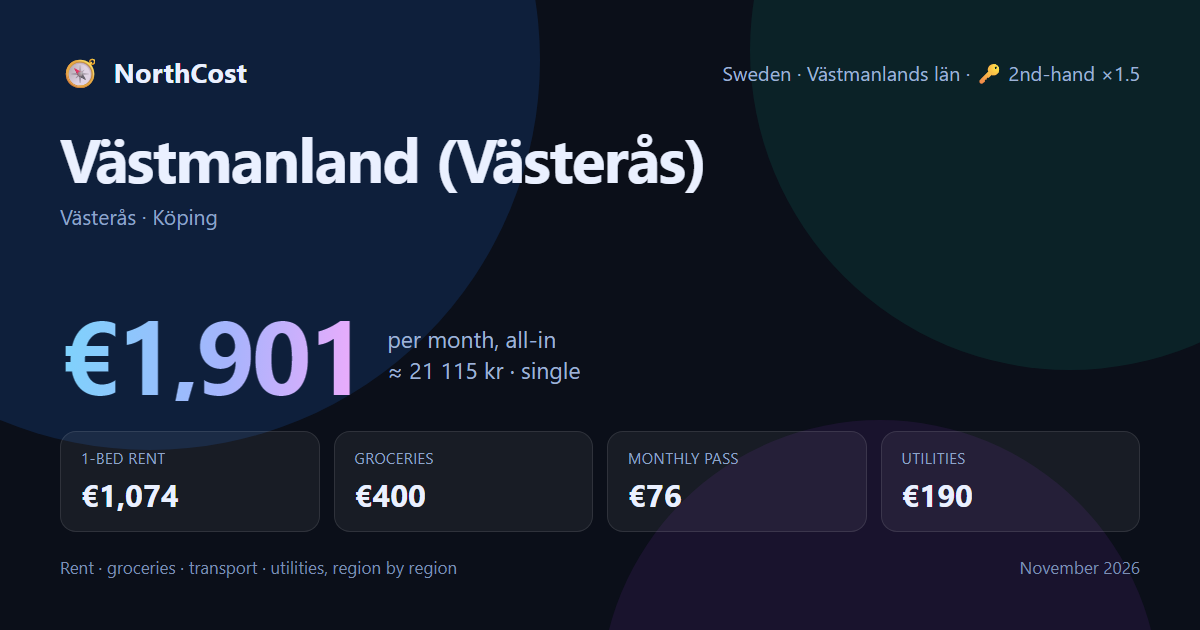 NorthCost
Sweden · Västmanlands län · 🔑 2nd-hand ×1.5
Västmanland (Västerås)
Västerås · Köping
€1,901
per month, all-in
≈ 21 115 kr · single
1-BED RENT
€1,074
GROCERIES
€400
MONTHLY PASS
€76
UTILITIES
€190
Rent · groceries · transport · utilities, region by region
November 2026